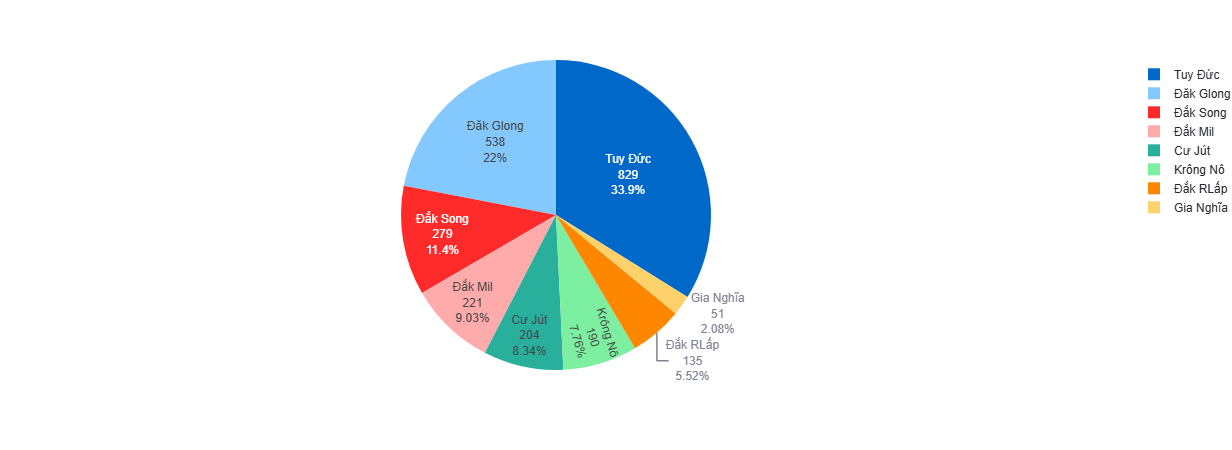 Đăk Glong
538
22%
Tuy Đức
829
33.9%
Đắk Song
279
11.4%
Đắk Mil
221
9.03%
Cư Jút
204
8.34%
Krông Nô
190
7.76%
Gia Nghĩa
51
2.08%
Đắk RLấp
135
5.52%
Tuy Đức
Đăk Glong
Đắk Song
Đắk Mil
Cư Jút
Krông Nô
Đắk RLấp
Gia Nghĩa